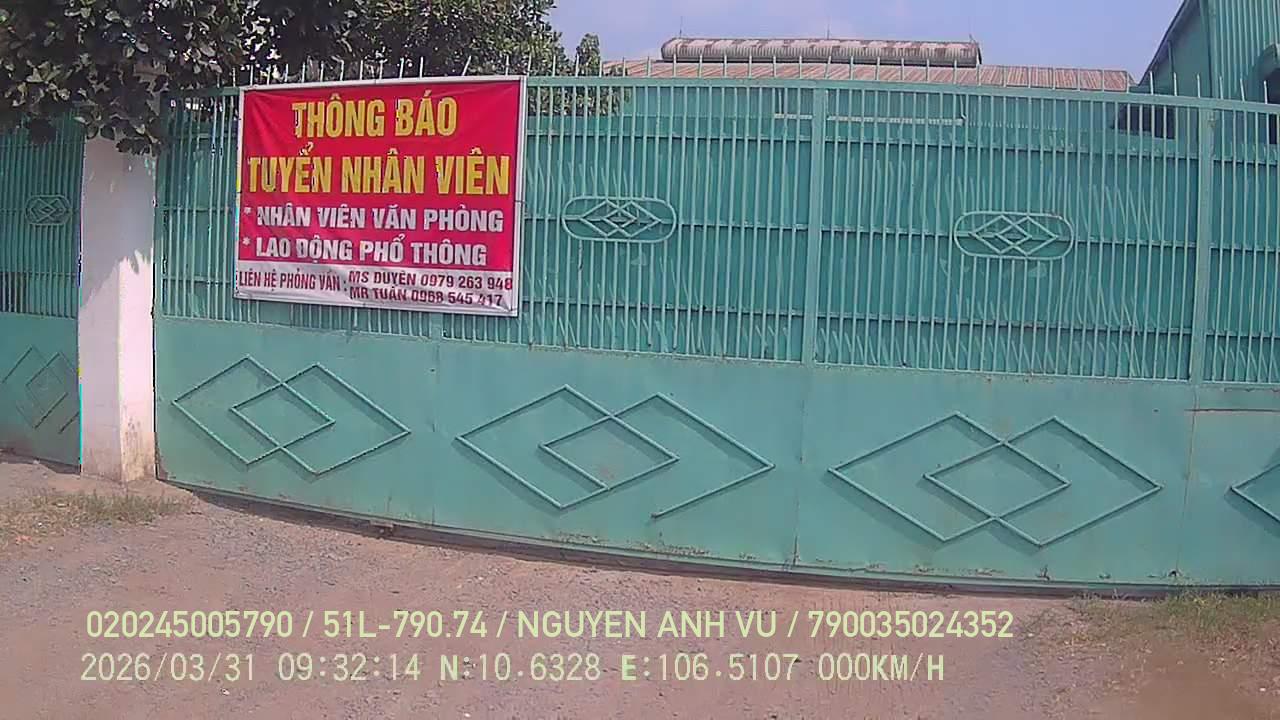 THÔNG BÁO
TUYỂN NHÂN VIÊN
* NHÂN VIÊN VĂN PHÒNG
* LAO ĐỘNG PHỔ THÔNG
LIÊN HỆ PHỎNG VẤN : MS DUYÊN 0979 263 948
MR TUÂN 0968 545 417
020245005790 / 51L-790.74 / NGUYEN ANH VU / 790035024352
2026/03/31 09:32:14 N:10.6328 E:106.5107 000KM/H